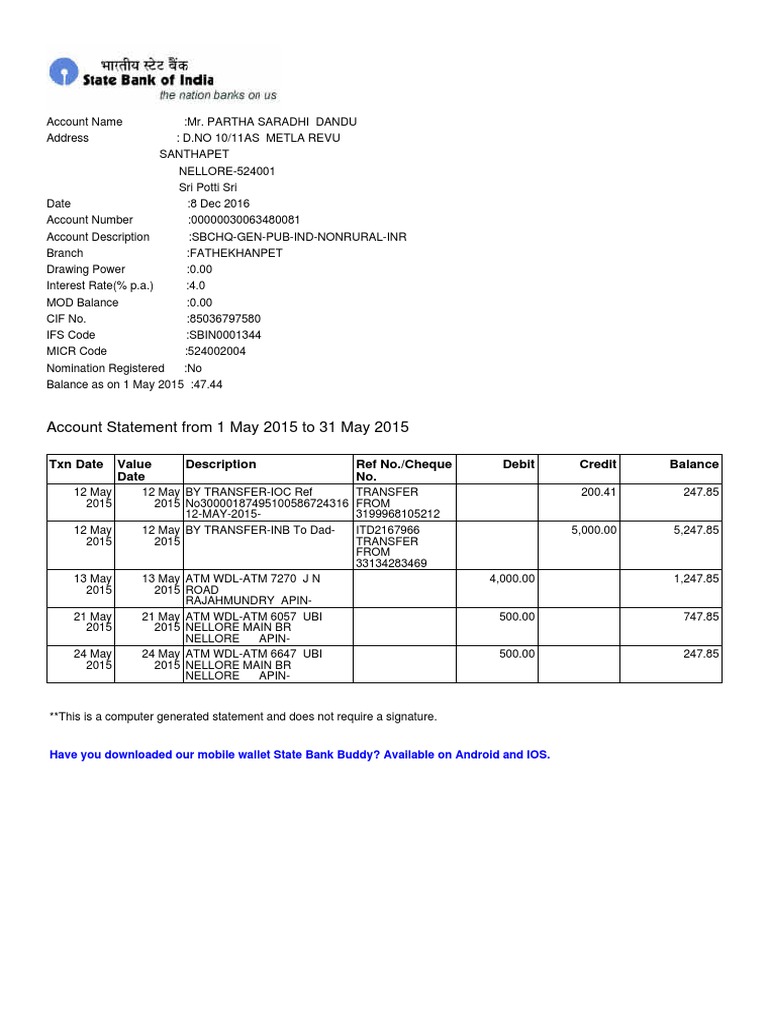 भारतीय स्टेट बैंक
State Bank of India
the nation banks on us
Account Name :Mr. PARTHA SARADHI DANDU
Address : D.NO 10/11AS METLA REVU
SANTHAPET
NELLORE-524001
Sri Potti Sri
Date :8 Dec 2016
Account Number :00000030063480081
Account Description :SBCHQ-GEN-PUB-IND-NONRURAL-INR
Branch :FATHEKHANPET
Drawing Power :0.00
Interest Rate(% p.a.) :4.0
MOD Balance :0.00
CIF No. :85036797580
IFS Code :SBIN0001344
MICR Code :524002004
Nomination Registered :No
Balance as on 1 May 2015 :47.44
Account Statement from 1 May 2015 to 31 May 2015
Txn Date Value Description Ref No./Cheque Debit Credit Balance
Date No.
12 May 12 May BY TRANSFER-IOC Ref TRANSFER 200.41 247.85
2015 2015 No30000187495100586724316 FROM
12-MAY-2015- 3199968105212
12 May 12 May BY TRANSFER-INB To Dad- ITD2167966 5,000.00 5,247.85
2015 2015 TRANSFER
FROM
33134283469
13 May 13 May ATM WDL-ATM 7270 J N 4,000.00 1,247.85
2015 2015 ROAD
RAJAHMUNDRY APIN-
21 May 21 May ATM WDL-ATM 6057 UBI 500.00 747.85
2015 2015 NELLORE MAIN BR
NELLORE APIN-
24 May 24 May ATM WDL-ATM 6647 UBI 500.00 247.85
2015 2015 NELLORE MAIN BR
NELLORE APIN-
**This is a computer generated statement and does not require a signature.
Have you downloaded our mobile wallet State Bank Buddy? Available on Android and IOS.